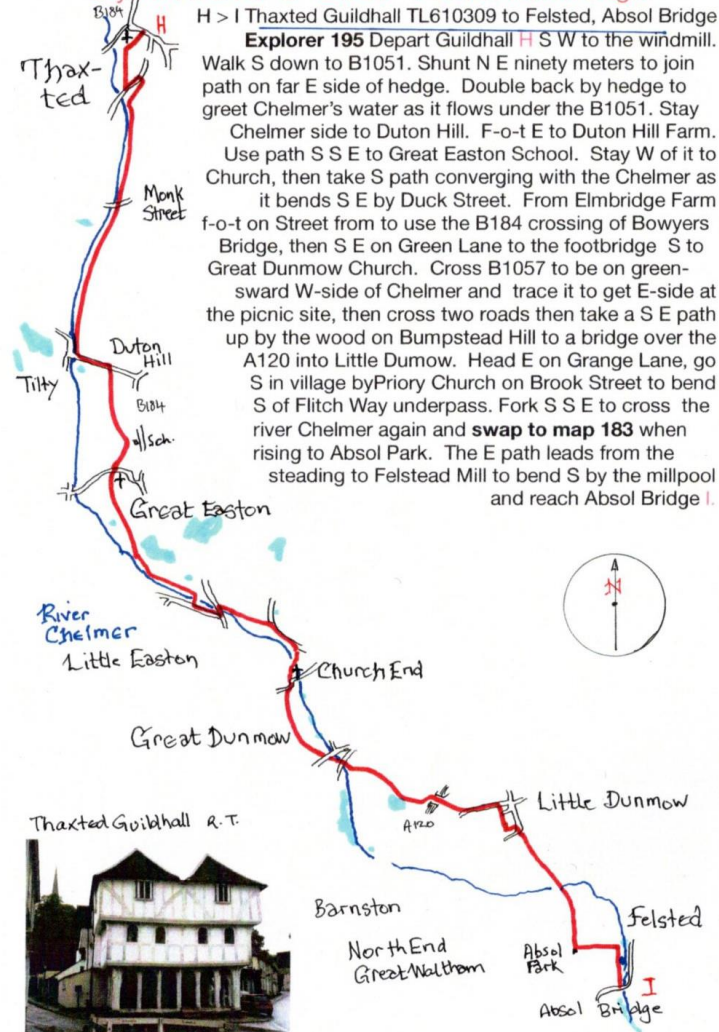 H > I Thaxted Guildhall TL610309 to Felsted, Absol Bridge
Explorer 195 Depart Guildhall H S W to the windmill.
Walk S down to B1051. Shunt N E ninety meters to join
path on far E side of hedge. Double back by hedge to
greet Chelmer's water as it flows under the B1051. Stay
Chelmer side to Duton Hill. F-o-t E to Duton Hill Farm.
Use path S S E to Great Easton School. Stay W of it to
Church, then take S path converging with the Chelmer as
it bends S E by Duck Street. From Elmbridge Farm
f-o-t on Street from to use the B184 crossing of Bowyers
Bridge, then S E on Green Lane to the footbridge S to
Great Dunmow Church. Cross B1057 to be on green-
sward W-side of Chelmer and trace it to get E-side at
the picnic site, then cross two roads then take a S E path
up by the wood on Bumpstead Hill to a bridge over the
A120 into Little Dumow. Head E on Grange Lane, go
S in village byPriory Church on Brook Street to bend
S of Flitch Way underpass. Fork S S E to cross the
river Chelmer again and swap to map 183 when
rising to Absol Park. The E path leads from the
steading to Felstead Mill to bend S by the millpool
and reach Absol Bridge I.
B184
H
Thax-
ted
Monk
Street
Duton
Hill
Tilty
B184
Sch.
Great Easton
N
River
Chelmer
Little Easton
Church End
Great Dunmow
Little Dunmow
A120
Thaxted Guildhall R.T.
Barnston
Felsted
North End
Great Waltham
Absol
Park
I
Absol Bridge